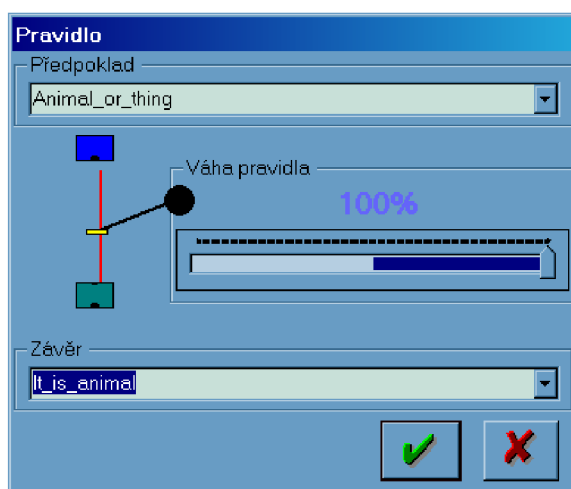 Pravidlo
Předpoklad
Animal_or_thing
Váha pravidla
100%
Závěr
It_is_animal